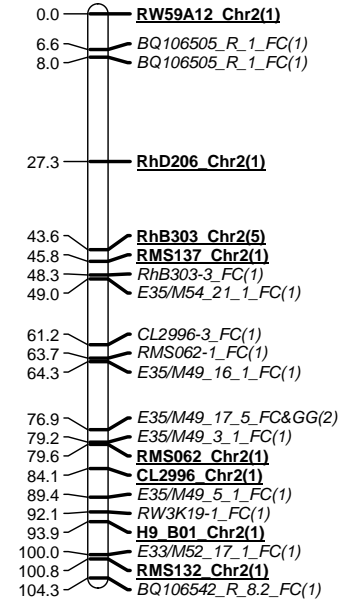 0.0 RW59A12_Chr2(1)
6.6 BQ106505_R_1_FC(1)
8.0 BQ106505_R_1_FC(1)
27.3 RhD206_Chr2(1)
43.6 RhB303_Chr2(5)
45.8 RMS137_Chr2(1)
48.3 RhB303-3_FC(1)
49.0 E35/M54_21_1_FC(1)
61.2 CL2996-3_FC(1)
63.7 RMS062-1_FC(1)
64.3 E35/M49_16_1_FC(1)
76.9 E35/M49_17_5_FC&GG(2)
79.2 E35/M49_3_1_FC(1)
79.6 RMS062_Chr2(1)
84.1 CL2996_Chr2(1)
89.4 E35/M49_5_1_FC(1)
92.1 RW3K19-1_FC(1)
93.9 H9_B01_Chr2(1)
100.0 E33/M52_17_1_FC(1)
100.8 RMS132_Chr2(1)
104.3 BQ106542_R_8.2_FC(1)